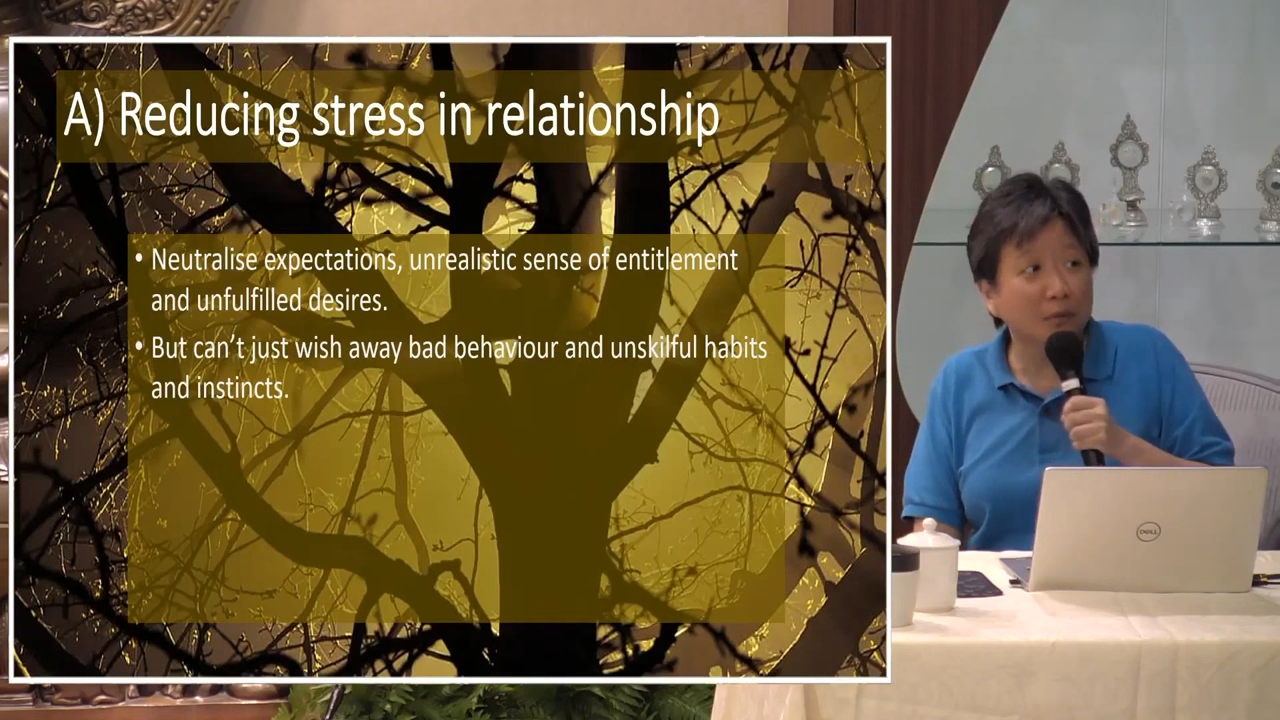 A) Reducing stress in relationship
• Neutralise expectations, unrealistic sense of entitlement
and unfulfilled desires.
• But can't just wish away bad behaviour and unskilful habits
and instincts.
DELL